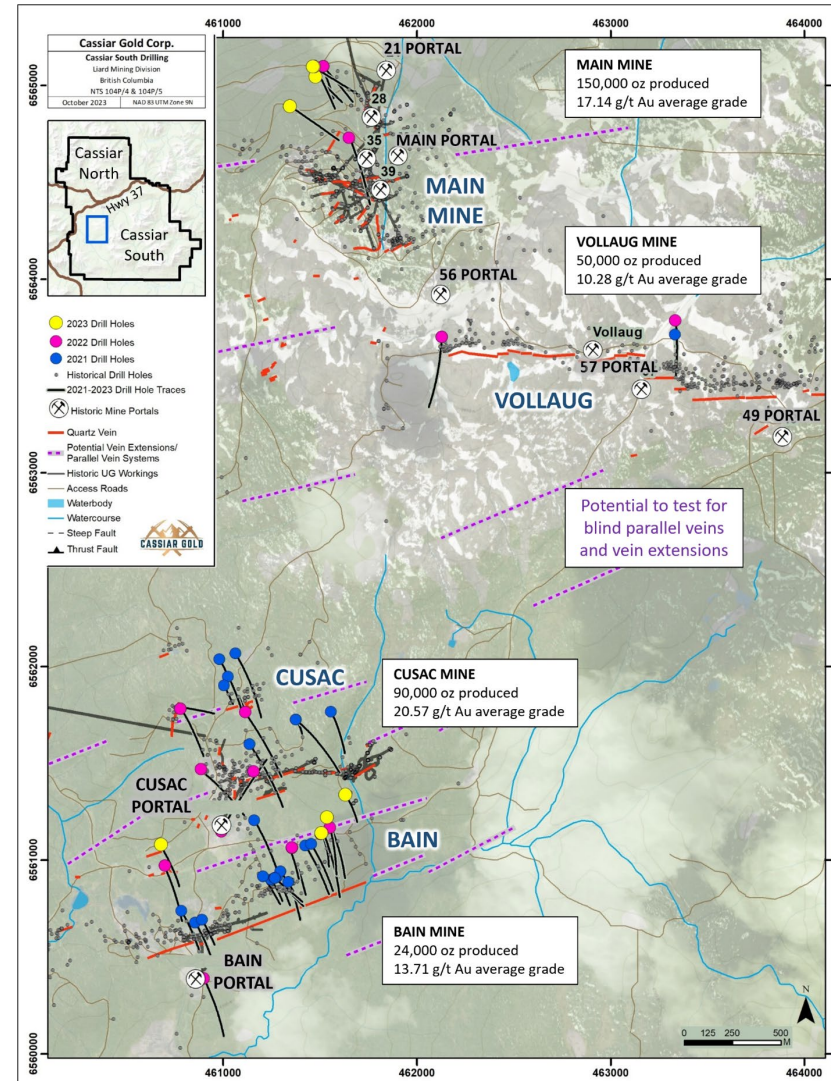 461000
462000
463000
464000
Cassiar Gold Corp.
Cassiar South Drilling
Liard Mining Division
British Columbia
NTS 104P/4 & 104P/5
October 2023
NAD 83 UTM Zone 9N
Cassiar
North
Hwy 37
Cassiar
South
2023 Drill Holes
2022 Drill Holes
2021 Drill Holes
Historical Drill Holes
2021-2023 Drill Hole Traces
Historic Mine Portals
Quartz Vein
Potential Vein Extensions/
Parallel Vein Systems
Historic UG Workings
Access Roads
Waterbody
Watercourse
Steep Fault
Thrust Fault
CASSIAR GOLD
6565000
6564000
6563000
6562000
6561000
6560000
21 PORTAL
28
35
MAIN PORTAL
39
MAIN
MINE
MAIN MINE
150,000 oz produced
17.14 g/t Au average grade
VOLLAUG MINE
50,000 oz produced
10.28 g/t Au average grade
56 PORTAL
Vollaug
57 PORTAL
VOLLAUG
49 PORTAL
Potential to test for
blind parallel veins
and vein extensions
CUSAC
CUSAC MINE
90,000 oz produced
20.57 g/t Au average grade
CUSAC
PORTAL
BAIN
BAIN MINE
24,000 oz produced
13.71 g/t Au average grade
BAIN
PORTAL
N
0 125 250 500
M
461000
462000
463000
464000